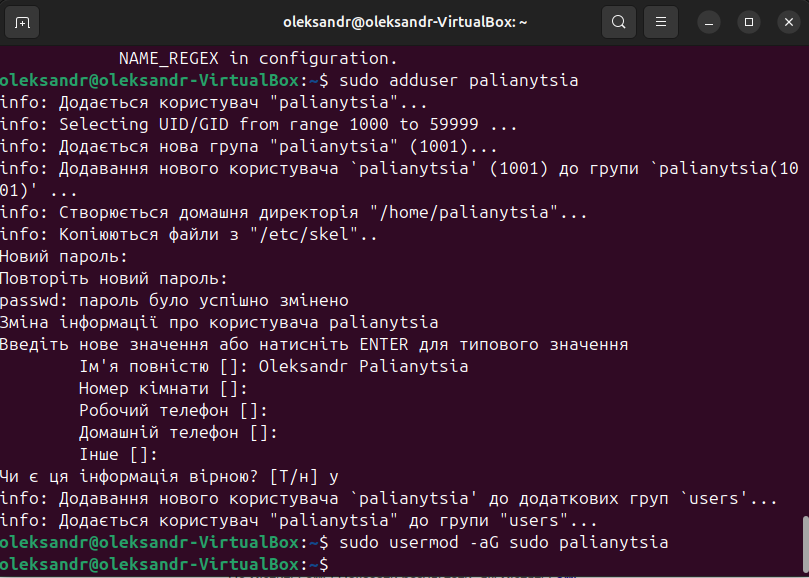 oleksandr@oleksandr-VirtualBox: ~
NAME_REGEX in configuration.
oleksandr@oleksandr-VirtualBox:~$ sudo adduser palianytsia
info: Додається користувач "palianytsia"...
info: Selecting UID/GID from range 1000 to 59999 ...
info: Додається нова група "palianytsia" (1001)...
info: Додавання нового користувача `palianytsia' (1001) до групи `palianytsia(10
01)' ...
info: Створюється домашня директорія "/home/palianytsia"...
info: Копіюються файли з "/etc/skel"..
Новий пароль:
Повторіть новий пароль:
passwd: пароль було успішно змінено
Зміна інформації про користувача palianytsia
Введіть нове значення або натисніть ENTER для типового значення
Ім'я повністю []: Oleksandr Palianytsia
Номер кімнати []:
Робочий телефон []:
Домашній телефон []:
Інше []:
Чи є ця інформація вірною? [Т/н] y
info: Додавання нового користувача `palianytsia' до додаткових груп `users'...
info: Додається користувач "palianytsia" до групи "users"...
oleksandr@oleksandr-VirtualBox:~$ sudo usermod -aG sudo palianytsia
oleksandr@oleksandr-VirtualBox:~$